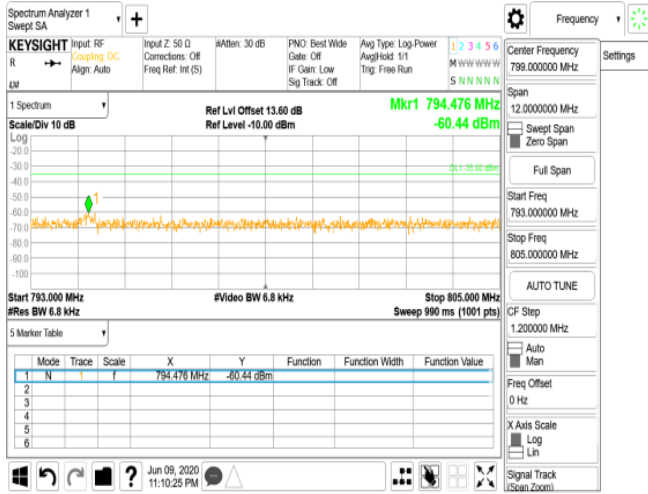 Spectrum Analyzer 1
Swept SA
Frequency
Settings
KEYSIGHT
R
Input: RF
Coupling: DC
Align: Auto
Input Z: 50 Ω
Corrections: Off
Freq Ref: Int (S)
#Atten: 30 dB
PNO: Best Wide
Gate: Off
IF Gain: Low
Sig Track: Off
Avg Type: Log-Power
Avg|Hold: 1/1
Trig: Free Run
1 2 3 4 5 6
M W W W W W
S N N N N N
1 Spectrum
Scale/Div 10 dB
Ref Lvl Offset 13.60 dB
Ref Level -10.00 dBm
Mkr1 794.476 MHz
-60.44 dBm
Log
-20.0
-30.0
-40.0
-50.0
-60.0
-70.0
-80.0
-90.0
-100
DL1 -35.00 dBm
1
Start 793.000 MHz
#Res BW 6.8 kHz
#Video BW 6.8 kHz
Stop 805.000 MHz
Sweep 990 ms (1001 pts)
5 Marker Table
Mode Trace Scale X Y Function Function Width Function Value
1 N 1 f 794.476 MHz -60.44 dBm
2
3
4
5
6
Jun 09, 2020
11:10:25 PM
Center Frequency
799.000000 MHz
Span
12.0000000 MHz
Swept Span
Zero Span
Full Span
Start Freq
793.000000 MHz
Stop Freq
805.000000 MHz
AUTO TUNE
CF Step
1.200000 MHz
Auto
Man
Freq Offset
0 Hz
X Axis Scale
Log
Lin
Signal Track
(Span Zoom)